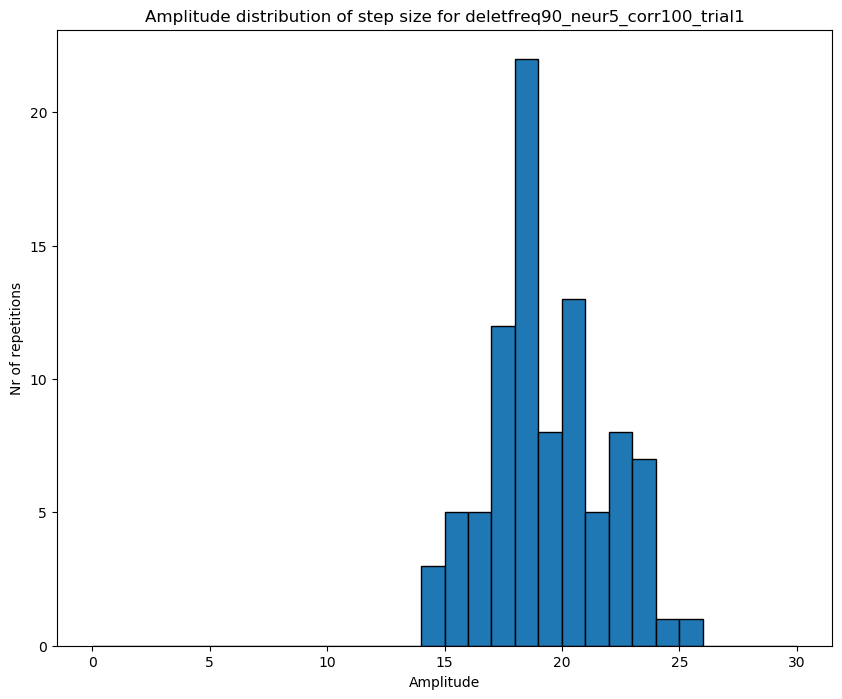 Amplitude distribution of step size for deletfreq90_neur5_corr100_trial1
Nr of repetitions
20
15
10
5
0
0 5 10 15 20 25 30
Amplitude